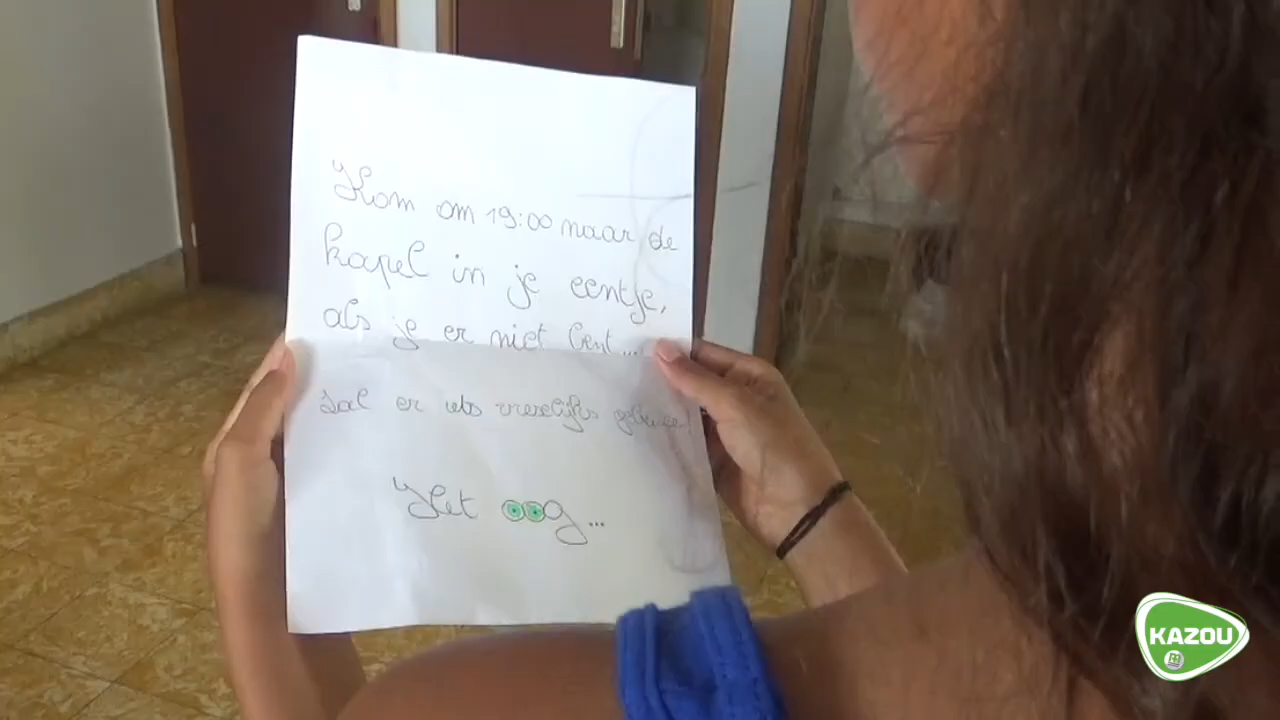 Kom om 19:00 naar de
kapel in je eentje,
als je er niet bent...
zal er iets vreselijks gebeuren!
Het oog...
KAZOU